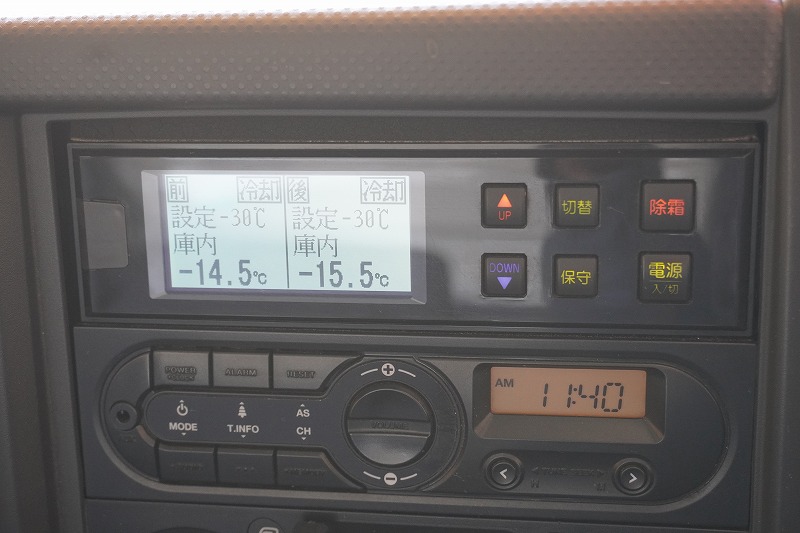 前 冷却 後 冷却
設定-30℃ 設定-30℃
庫内 庫内
-14.5℃ -15.5℃
UP 切替 除霜
DOWN 保守 電源
入/切
POWER ALARM RESET
MODE T.INFO AS
CH
VOLUME
AM 11:40
H M